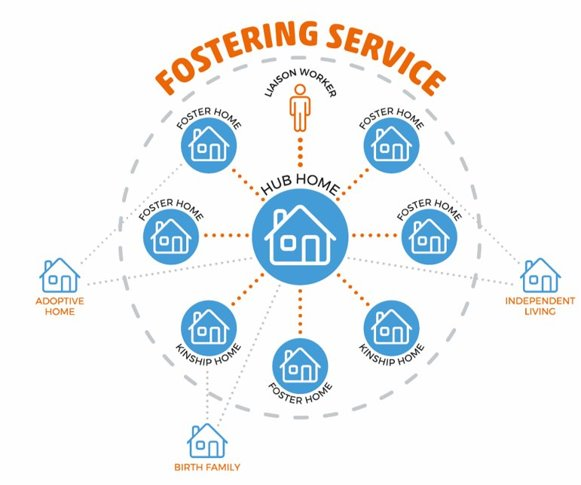 FOSTERING SERVICE
LIAISON WORKER
FOSTER HOME
FOSTER HOME
HUB HOME
FOSTER HOME
FOSTER HOME
ADOPTIVE
HOME
INDEPENDENT
LIVING
KINSHIP HOME
KINSHIP HOME
FOSTER HOME
BIRTH FAMILY